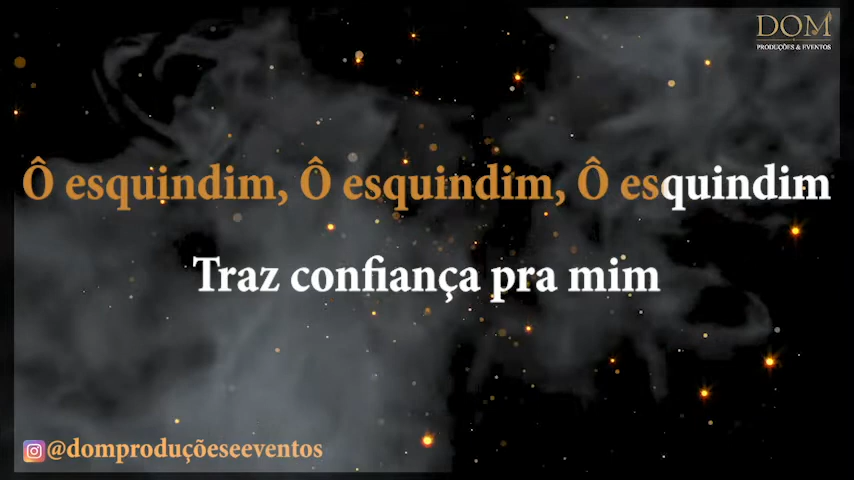 DOM
PRODUÇÕES & EVENTOS
Ô esquindim, Ô esquindim, Ô esquindim
Traz confiança pra mim
@domproduçõeseeventos